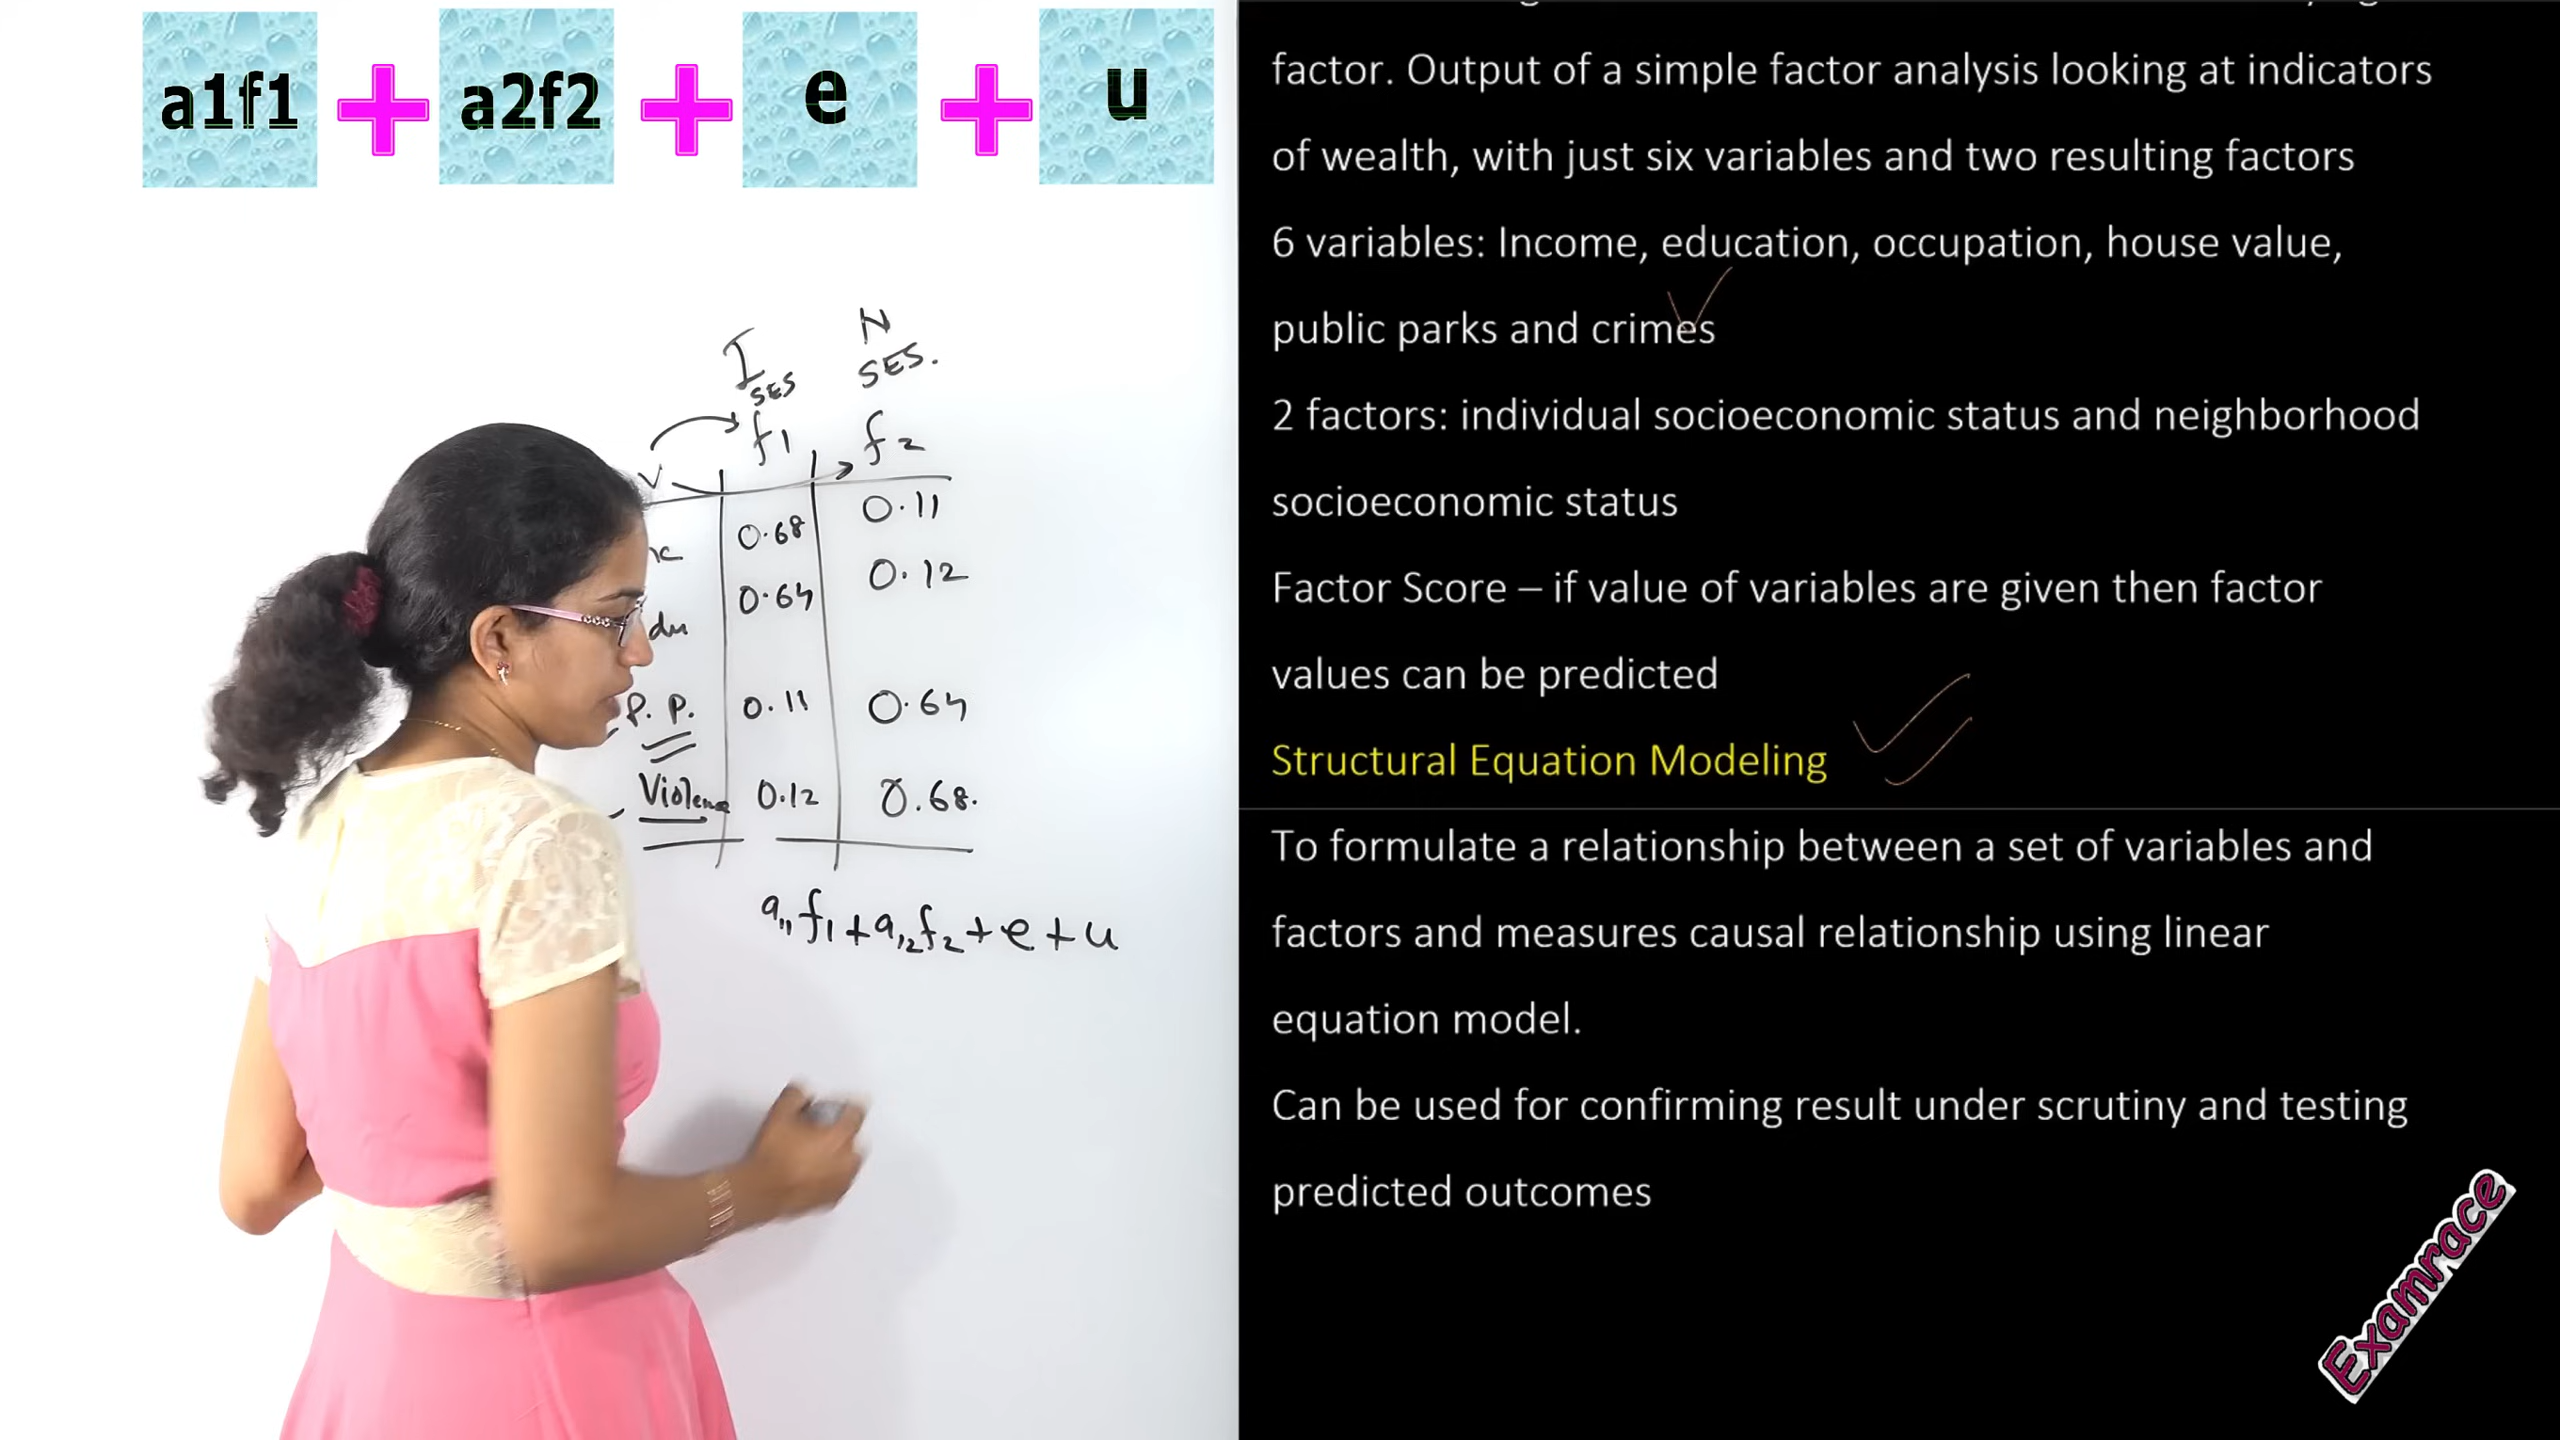 a1f1 + a2f2 + e + u
I N
SES SES.
f1 f2
V
0.68 0.11
0.64 0.12
du
P. P. 0.11 0.64
Violence 0.12 0.68.
a11f1+a12f2+e+u
factor. Output of a simple factor analysis looking at indicators
of wealth, with just six variables and two resulting factors
6 variables: Income, education, occupation, house value,
public parks and crimes
2 factors: individual socioeconomic status and neighborhood
socioeconomic status
Factor Score – if value of variables are given then factor
values can be predicted
Structural Equation Modeling
To formulate a relationship between a set of variables and
factors and measures causal relationship using linear
equation model.
Can be used for confirming result under scrutiny and testing
predicted outcomes
Examrace